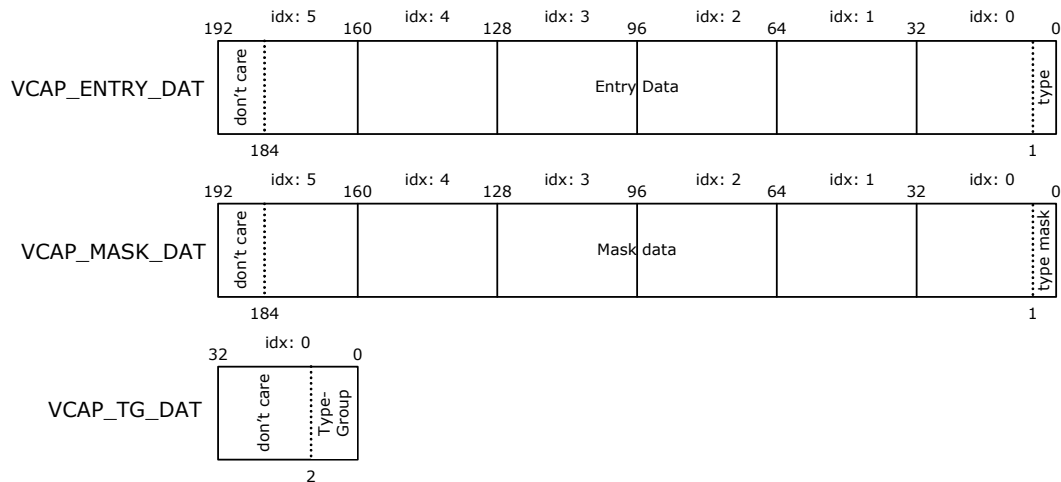 idx: 5 idx: 4 idx: 3 idx: 2 idx: 1 idx: 0
192 160 128 96 64 32 0
VCAP_ENTRY_DAT don't care Entry Data type
184 1
idx: 5 idx: 4 idx: 3 idx: 2 idx: 1 idx: 0
192 160 128 96 64 32 0
VCAP_MASK_DAT don't care Mask data type mask
184 1
idx: 0
32 0
VCAP_TG_DAT don't care Type-
Group
2